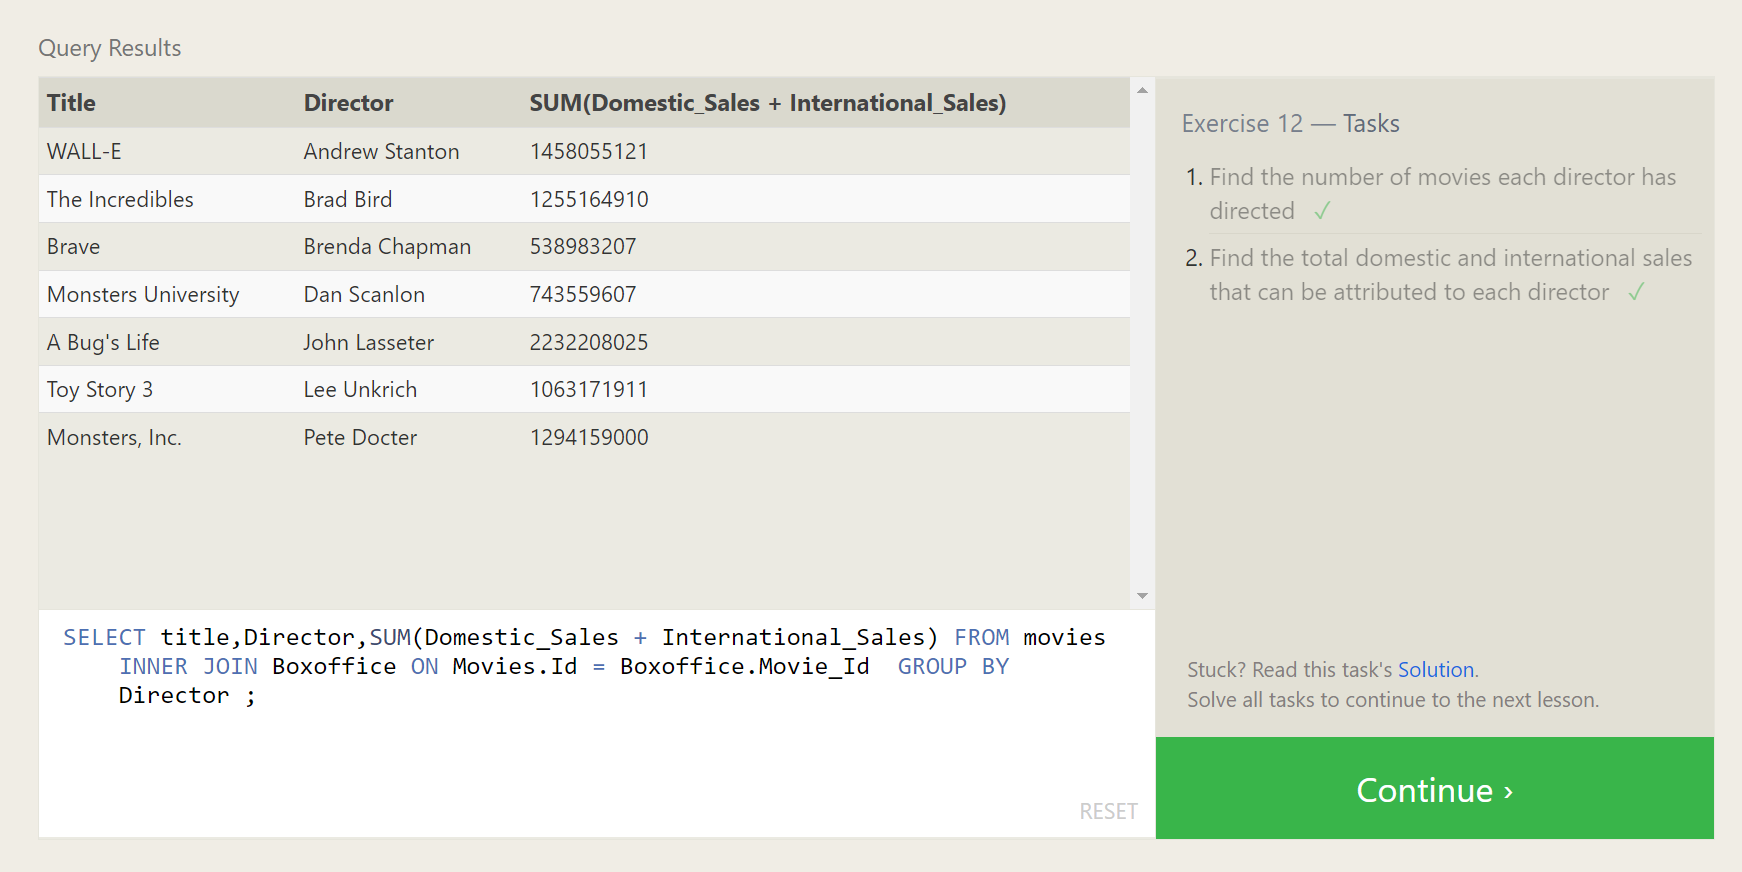 Query Results
Title Director SUM(Domestic_Sales + International_Sales)
WALL-E Andrew Stanton 1458055121
The Incredibles Brad Bird 1255164910
Brave Brenda Chapman 538983207
Monsters University Dan Scanlon 743559607
A Bug's Life John Lasseter 2232208025
Toy Story 3 Lee Unkrich 1063171911
Monsters, Inc. Pete Docter 1294159000
SELECT title,Director,SUM(Domestic_Sales + International_Sales) FROM movies
INNER JOIN Boxoffice ON Movies.Id = Boxoffice.Movie_Id  GROUP BY
Director ;
RESET
Exercise 12 — Tasks
1. Find the number of movies each director has
directed ✓
2. Find the total domestic and international sales
that can be attributed to each director ✓
Stuck? Read this task's Solution.
Solve all tasks to continue to the next lesson.
Continue ›